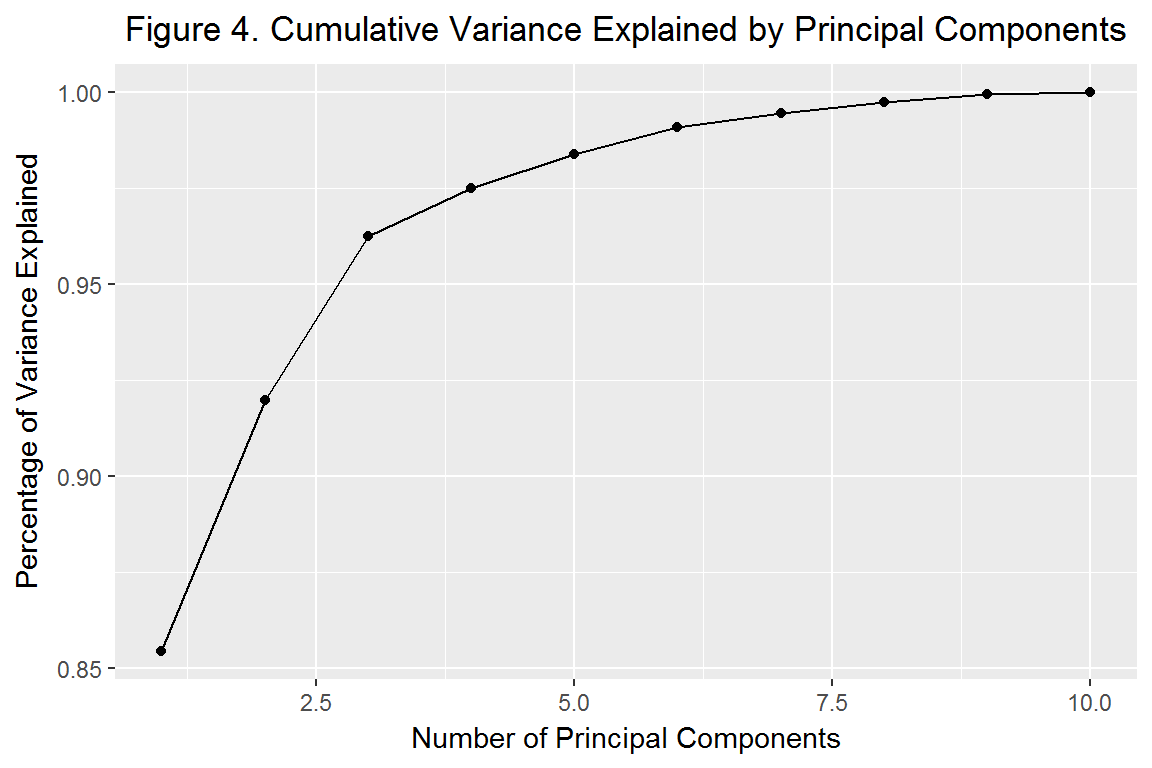 Figure 4. Cumulative Variance Explained by Principal Components
Percentage of Variance Explained
1.00
0.95
0.90
0.85
2.5
5.0
7.5
10.0
Number of Principal Components